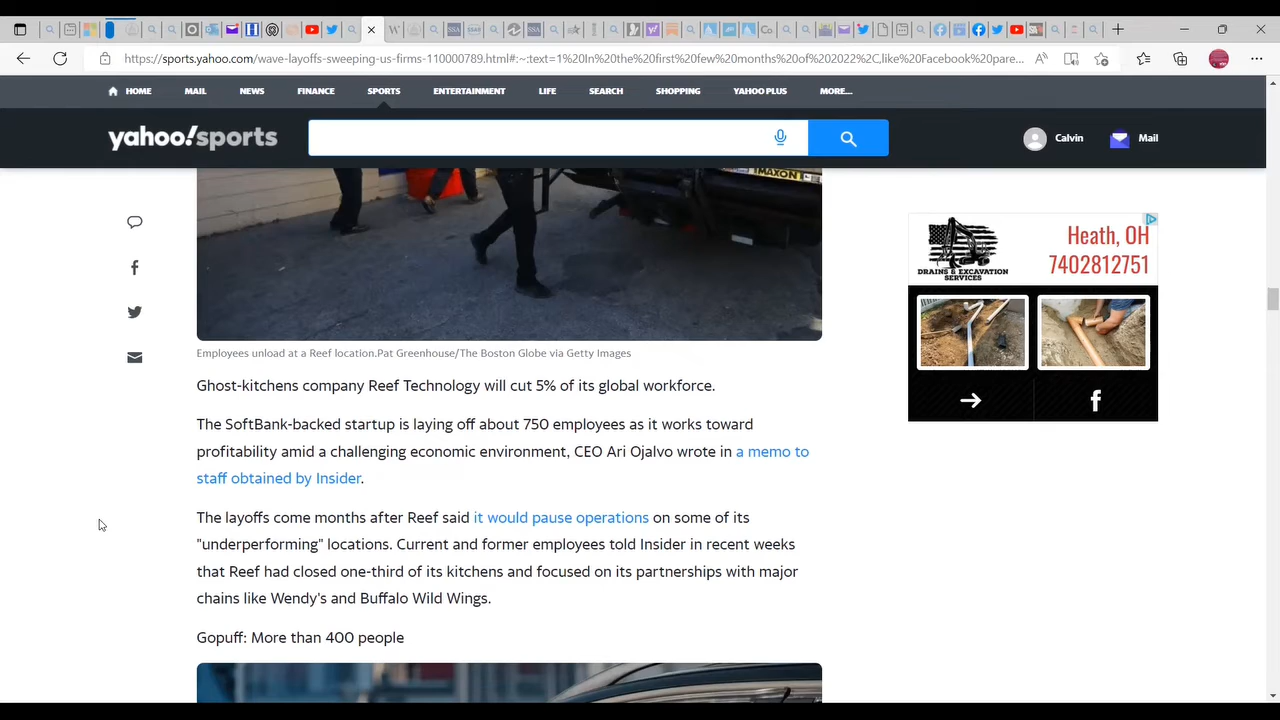 https://sports.yahoo.com/wave-layoffs-sweeping-us-firms-110000789.html#:~:text=1%20In%20the%20first%20few%20months%20of%202022%2C,like%20Facebook%20pare...
HOME MAIL NEWS FINANCE SPORTS ENTERTAINMENT LIFE SEARCH SHOPPING YAHOO PLUS MORE...
yahoo!sports
Calvin
Mail
MAXON
Employees unload at a Reef location.Pat Greenhouse/The Boston Globe via Getty Images
Ghost-kitchens company Reef Technology will cut 5% of its global workforce.
The SoftBank-backed startup is laying off about 750 employees as it works toward
profitability amid a challenging economic environment, CEO Ari Ojalvo wrote in a memo to
staff obtained by Insider.
The layoffs come months after Reef said it would pause operations on some of its
"underperforming" locations. Current and former employees told Insider in recent weeks
that Reef had closed one-third of its kitchens and focused on its partnerships with major
chains like Wendy's and Buffalo Wild Wings.
Gopuff: More than 400 people
DRAINS & EXCAVATION
SERVICES
Heath, OH
7402812751